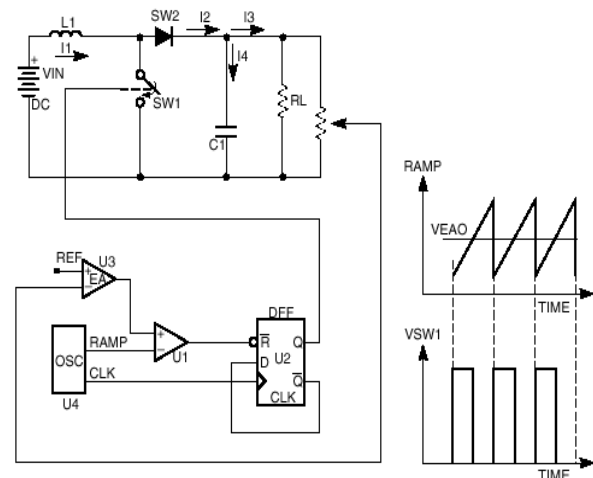 L1
SW2
I2
I3
I1
I4
+
VIN
SW1
RL
DC
C1
RAMP
VEAO
TIME
REF
U3
+
EA
−
DFF
+
−
U1
R
Q
D
U2
Q
CLK
OSC
RAMP
CLK
U4
VSW1
TIME